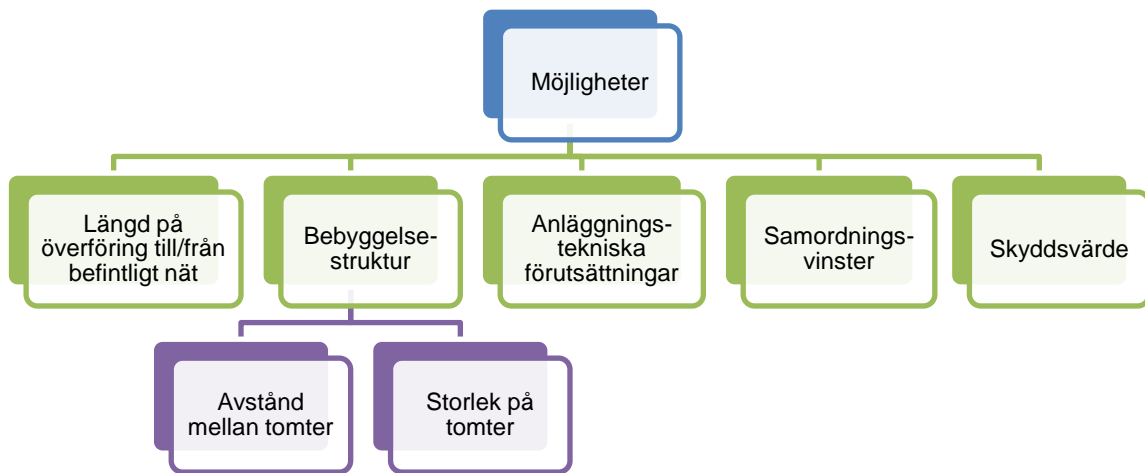 Möjligheter
Längd på
överföring till/från
befintligt nät
Bebyggelse-
struktur
Anläggnings-
tekniska
förutsättningar
Samordnings-
vinster
Skyddsvärde
Avstånd
mellan tomter
Storlek på
tomter